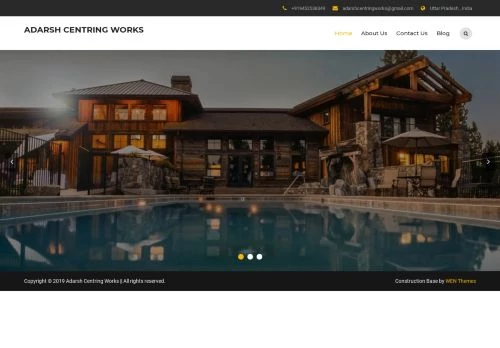 +919452538849 adarshcentringworks@gmail.com Uttar Pradesh , India
ADARSH CENTRING WORKS
Home About Us Contact Us Blog
Copyright © 2019 Adarsh Centring Works || All rights reserved. Construction Base by WEN Themes